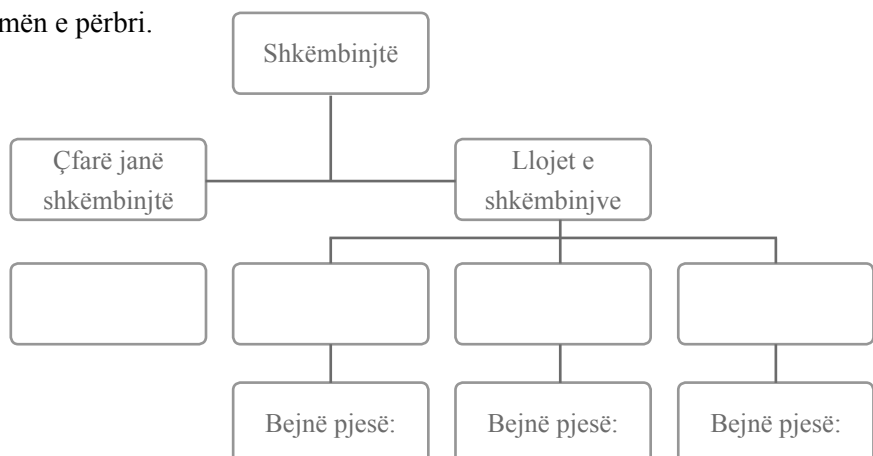 mën e përbri.
Shkëmbinjtë
Çfarë janë
shkëmbinjtë
Llojet e
shkëmbinjve
Bejnë pjesë:
Bejnë pjesë:
Bejnë pjesë: